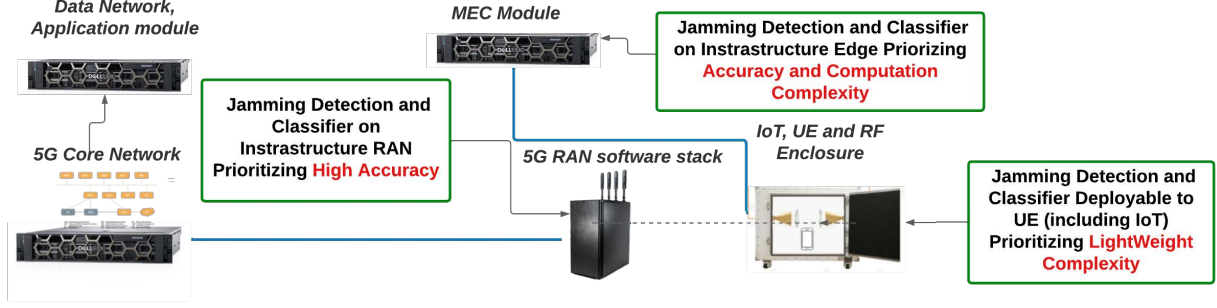 Data Network,
Application module
MEC Module
Jamming Detection and Classifier
on Instrastructure Edge Priorizing
Accuracy and Computation
Complexity
Jamming Detection and
Classifier on
Instrastructure RAN
Prioritizing High Accuracy
5G Core Network
5G RAN software stack
IoT, UE and RF
Enclosure
Jamming Detection and
Classifier Deployable to
UE (including IoT)
Prioritizing LightWeight
Complexity